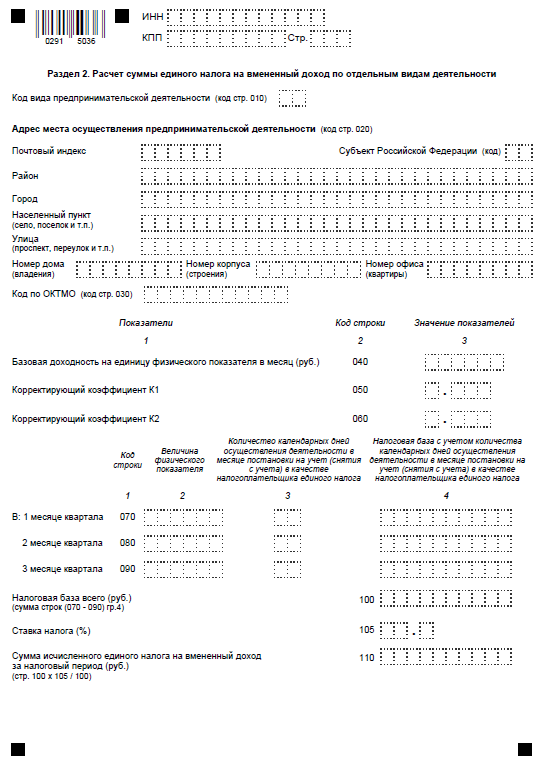 ИНН
0291 5036
КПП Стр.
Раздел 2. Расчет суммы единого налога на вмененный доход по отдельным видам деятельности
Код вида предпринимательской деятельности (код стр. 010)
Адрес места осуществления предпринимательской деятельности (код стр. 020)
Почтовый индекс Субъект Российской Федерации (код)
Район
Город
Населенный пункт
(село, поселок и т.п.)
Улица
(проспект, переулок и т.п.)
Номер дома Номер корпуса Номер офиса
(владения) (строения) (квартиры)
Код по ОКТМО (код стр. 030)
Показатели Код строки Значение показателей
1 2 3
Базовая доходность на единицу физического показателя в месяц (руб.) 040
Корректирующий коэффициент К1 050 .
Корректирующий коэффициент К2 060 .
Код строки
Величина физического показателя
Количество календарных дней
осуществления деятельности в
месяце постановки на учет (снятия
с учета) в качестве
налогоплательщика единого налога
Налоговая база с учетом количества
календарных дней осуществления
деятельности в месяце постановки на
учет (снятия с учета) в качестве
налогоплательщика единого налога
1 2 3 4
В: 1 месяце квартала 070
2 месяце квартала 080
3 месяце квартала 090
Налоговая база всего (руб.)
(сумма строк (070 - 090) гр.4) 100
Ставка налога (%) 105 .
Сумма исчисленного единого налога на вмененный доход 110
за налоговый период (руб.)
(стр. 100 х 105 / 100)